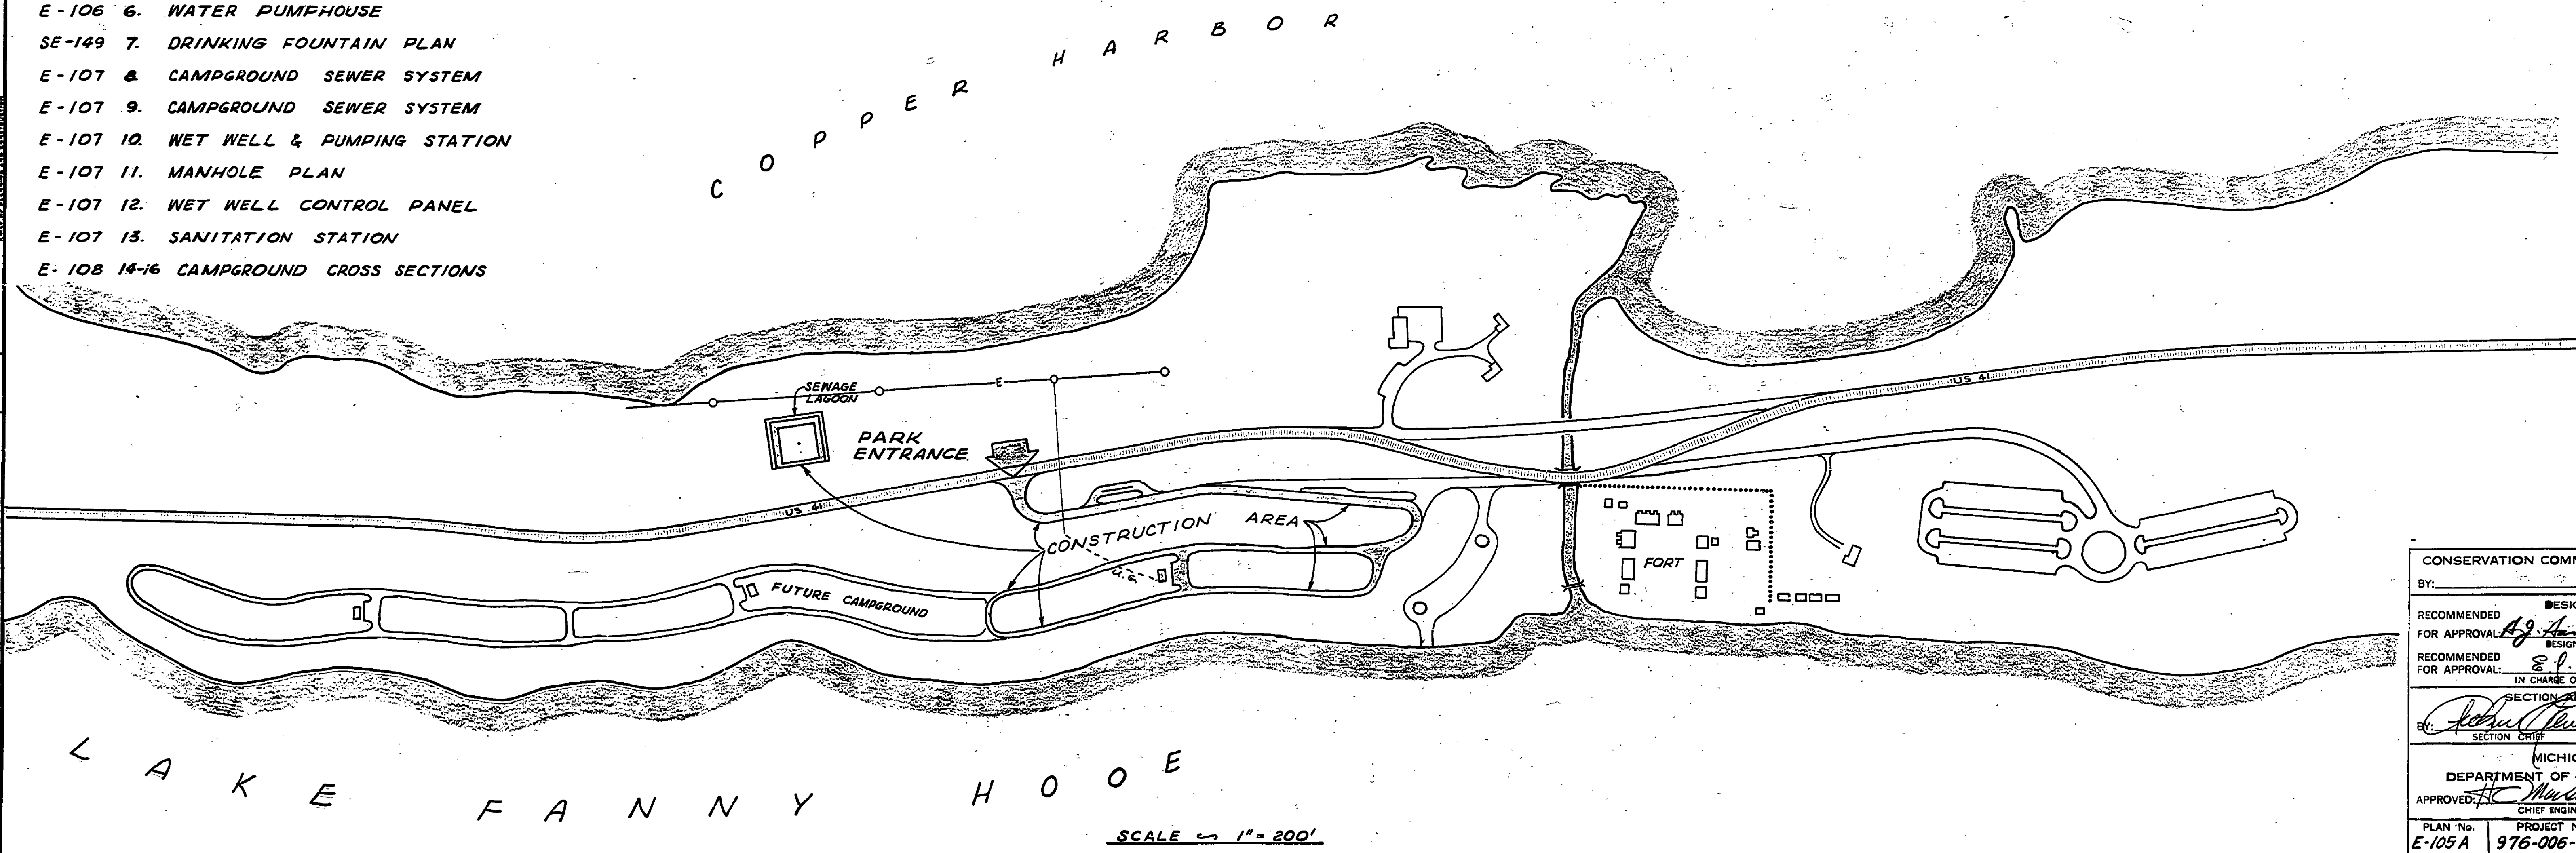 E-106 6. WATER PUMPHOUSE
SE-149 7. DRINKING FOUNTAIN PLAN
E-107 8 CAMPGROUND SEWER SYSTEM
E-107 9. CAMPGROUND SEWER SYSTEM
E-107 10. WET WELL & PUMPING STATION
E-107 11. MANHOLE PLAN
E-107 12. WET WELL CONTROL PANEL
E-107 13. SANITATION STATION
E-108 14-16 CAMPGROUND CROSS SECTIONS
COPPER HARBOR
SEWAGE
LAGOON
E
PARK
ENTRANCE
US 41
US 41
CONSTRUCTION AREA
U.G.
FUTURE CAMPGROUND
FORT
LAKE FANNY HOOE
SCALE ~ 1" = 200'
CONSERVATION COMM
BY:
DESIG
RECOMMENDED
FOR APPROVAL:
DESIGN
RECOMMENDED
FOR APPROVAL:
IN CHARGE O
SECTION A
BY:
SECTION CHIEF
MICHIG
DEPARTMENT OF
APPROVED:
CHIEF ENGIN
PLAN No.
E-105A
PROJECT N
976-006-